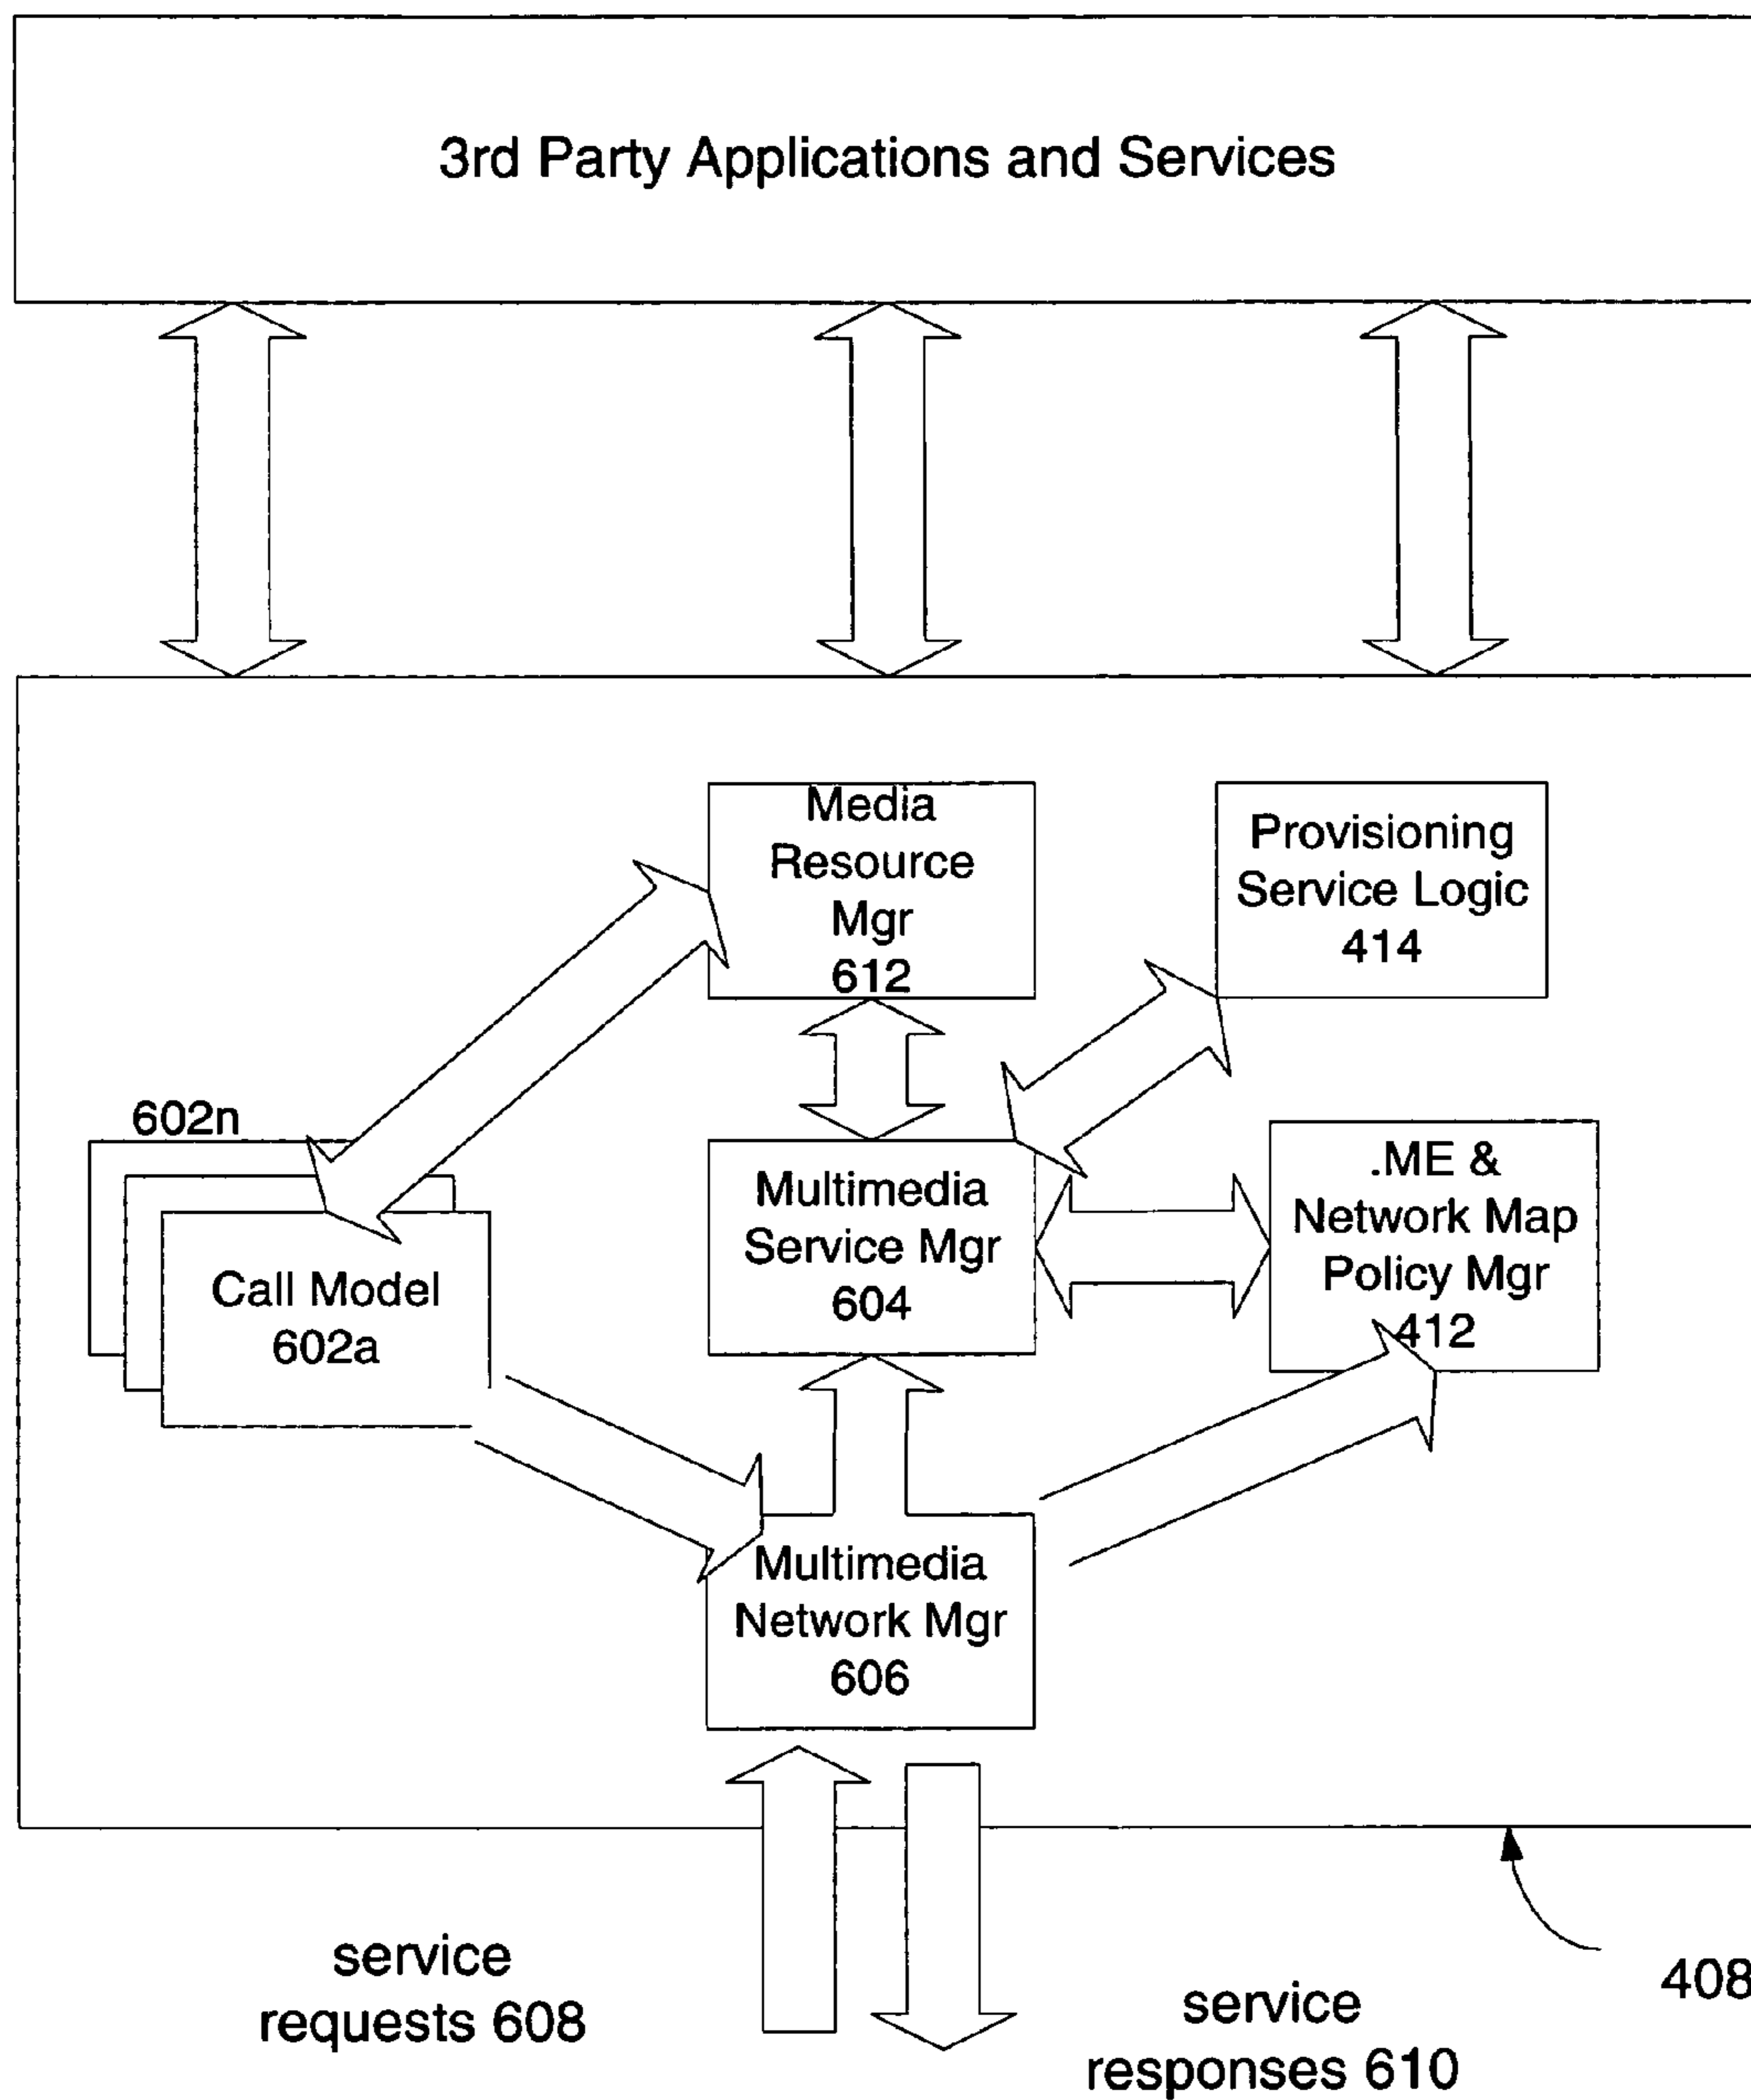 3rd Party Applications and Services
Media
Resource
Mgr
612
Provisioning
Service Logic
414
602n
Call Model
602a
Multimedia
Service Mgr
604
.ME &
Network Map
Policy Mgr
412
Multimedia
Network Mgr
606
service
requests 608
service
responses 610
408